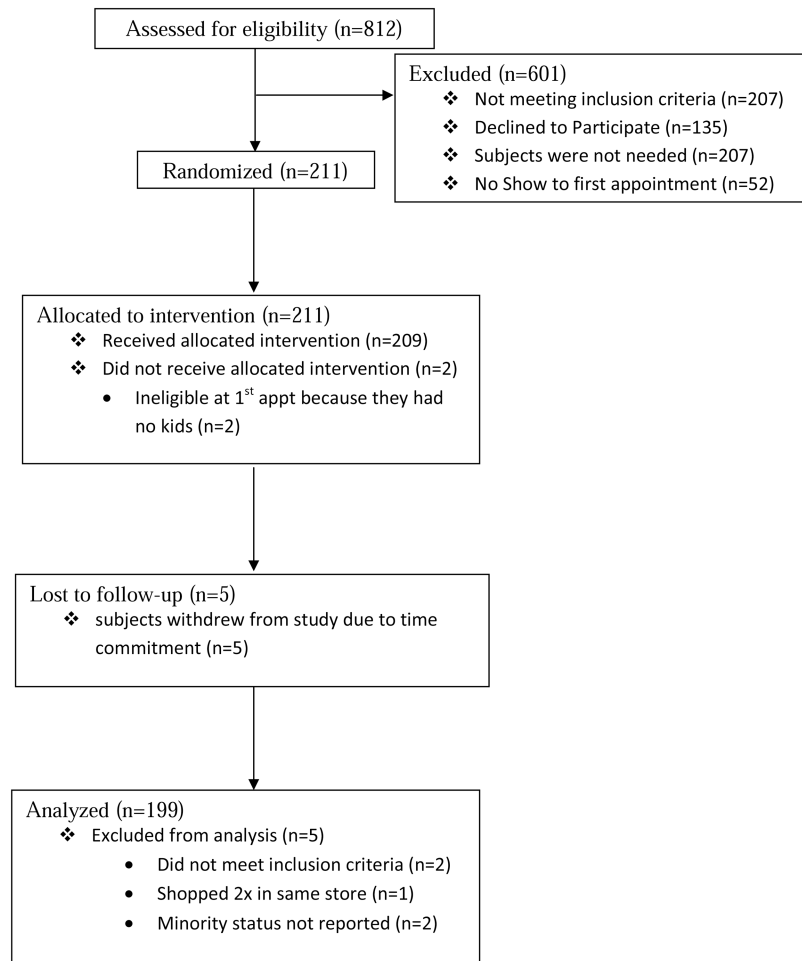 Assessed for eligibility (n=812)
Excluded (n=601)
❖ Not meeting inclusion criteria (n=207)
❖ Declined to Participate (n=135)
❖ Subjects were not needed (n=207)
❖ No Show to first appointment (n=52)
Randomized (n=211)
Allocated to intervention (n=211)
❖ Received allocated intervention (n=209)
❖ Did not receive allocated intervention (n=2)
• Ineligible at 1st appt because they had
no kids (n=2)
Lost to follow-up (n=5)
❖ subjects withdrew from study due to time
commitment (n=5)
Analyzed (n=199)
❖ Excluded from analysis (n=5)
• Did not meet inclusion criteria (n=2)
• Shopped 2x in same store (n=1)
• Minority status not reported (n=2)